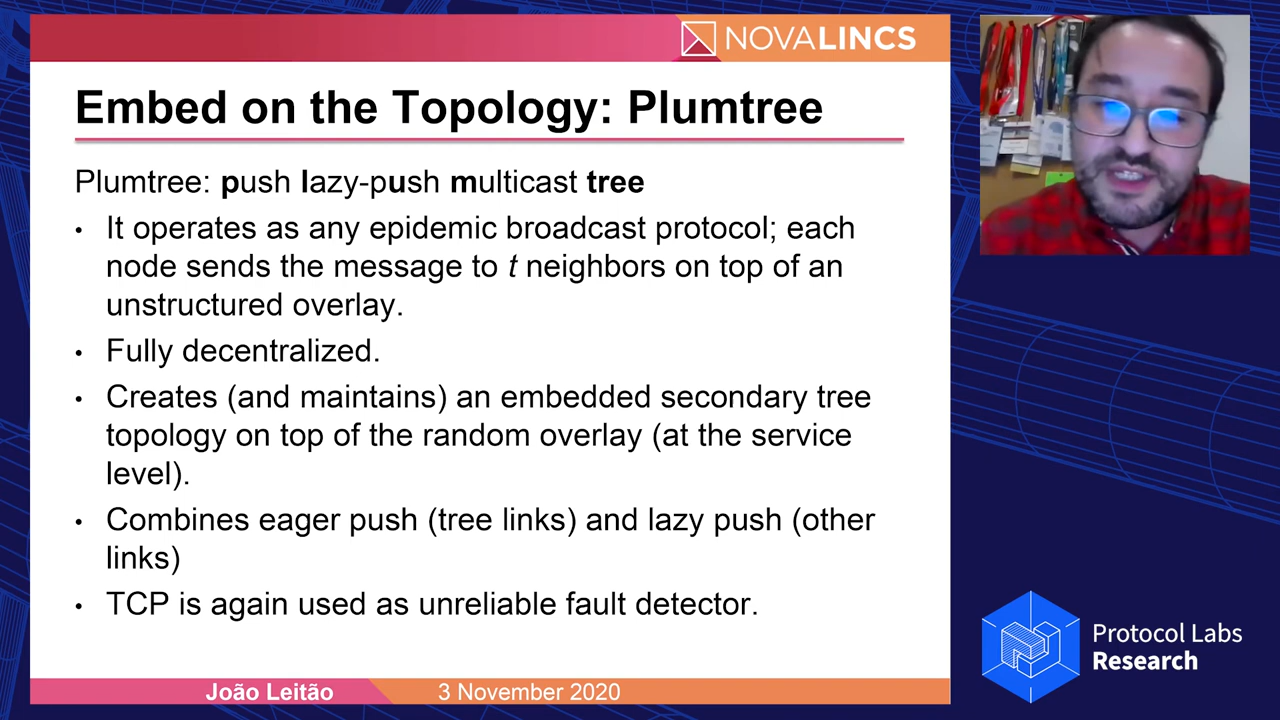 NOVALINCS
Embed on the Topology: Plumtree
Plumtree: push lazy-push multicast tree
• It operates as any epidemic broadcast protocol; each
node sends the message to t neighbors on top of an
unstructured overlay.
• Fully decentralized.
• Creates (and maintains) an embedded secondary tree
topology on top of the random overlay (at the service
level).
• Combines eager push (tree links) and lazy push (other
links)
• TCP is again used as unreliable fault detector.
João Leitão
3 November 2020
Protocol Labs
Research